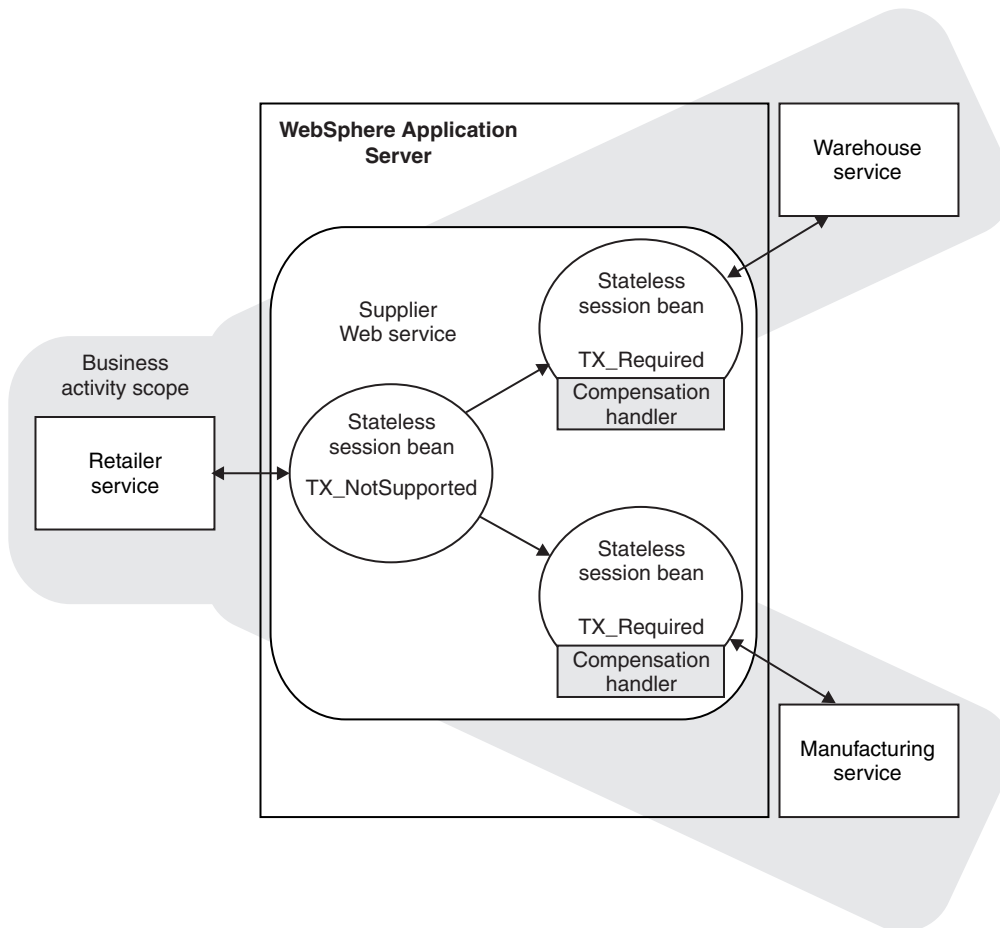 WebSphere Application
Server
Warehouse
service
Supplier
Web service
Stateless
session bean
TX_Required
Compensation
handler
Business
activity scope
Retailer
service
Stateless
session bean
TX_NotSupported
Stateless
session bean
TX_Required
Compensation
handler
Manufacturing
service